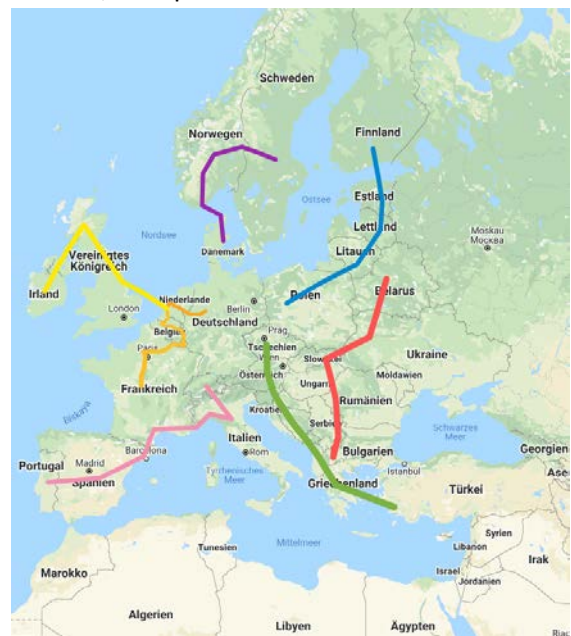 Schweden
Norwegen
Finnland
Ostsee
Estland
Nordsee
Lettland
Moskau
Москва
Litauen
Dänemark
Vereinigtes
Königreich
Irland
Belarus
Niederlande
Berlin
London
Polen
Deutschland
Belgien
Prag
Tschechien
Paris
Wien
Slowakei
Ukraine
Österreich
Ungarn
Moldawien
Frankreich
Kroatien
Rumänien
Biskaya
Serbien
Schwarzes
Meer
Italien
Bulgarien
Georgien
Portugal
Madrid
Barcelona
Rom
Istanbul
Spanien
Tyrrhenisches
Meer
Griechenland
Türkei
Syrien
Tunesien
Mittelmeer
Libanon
Irak
Marokko
Israel
Jordanien
Algerien
Libyen
Ägypten